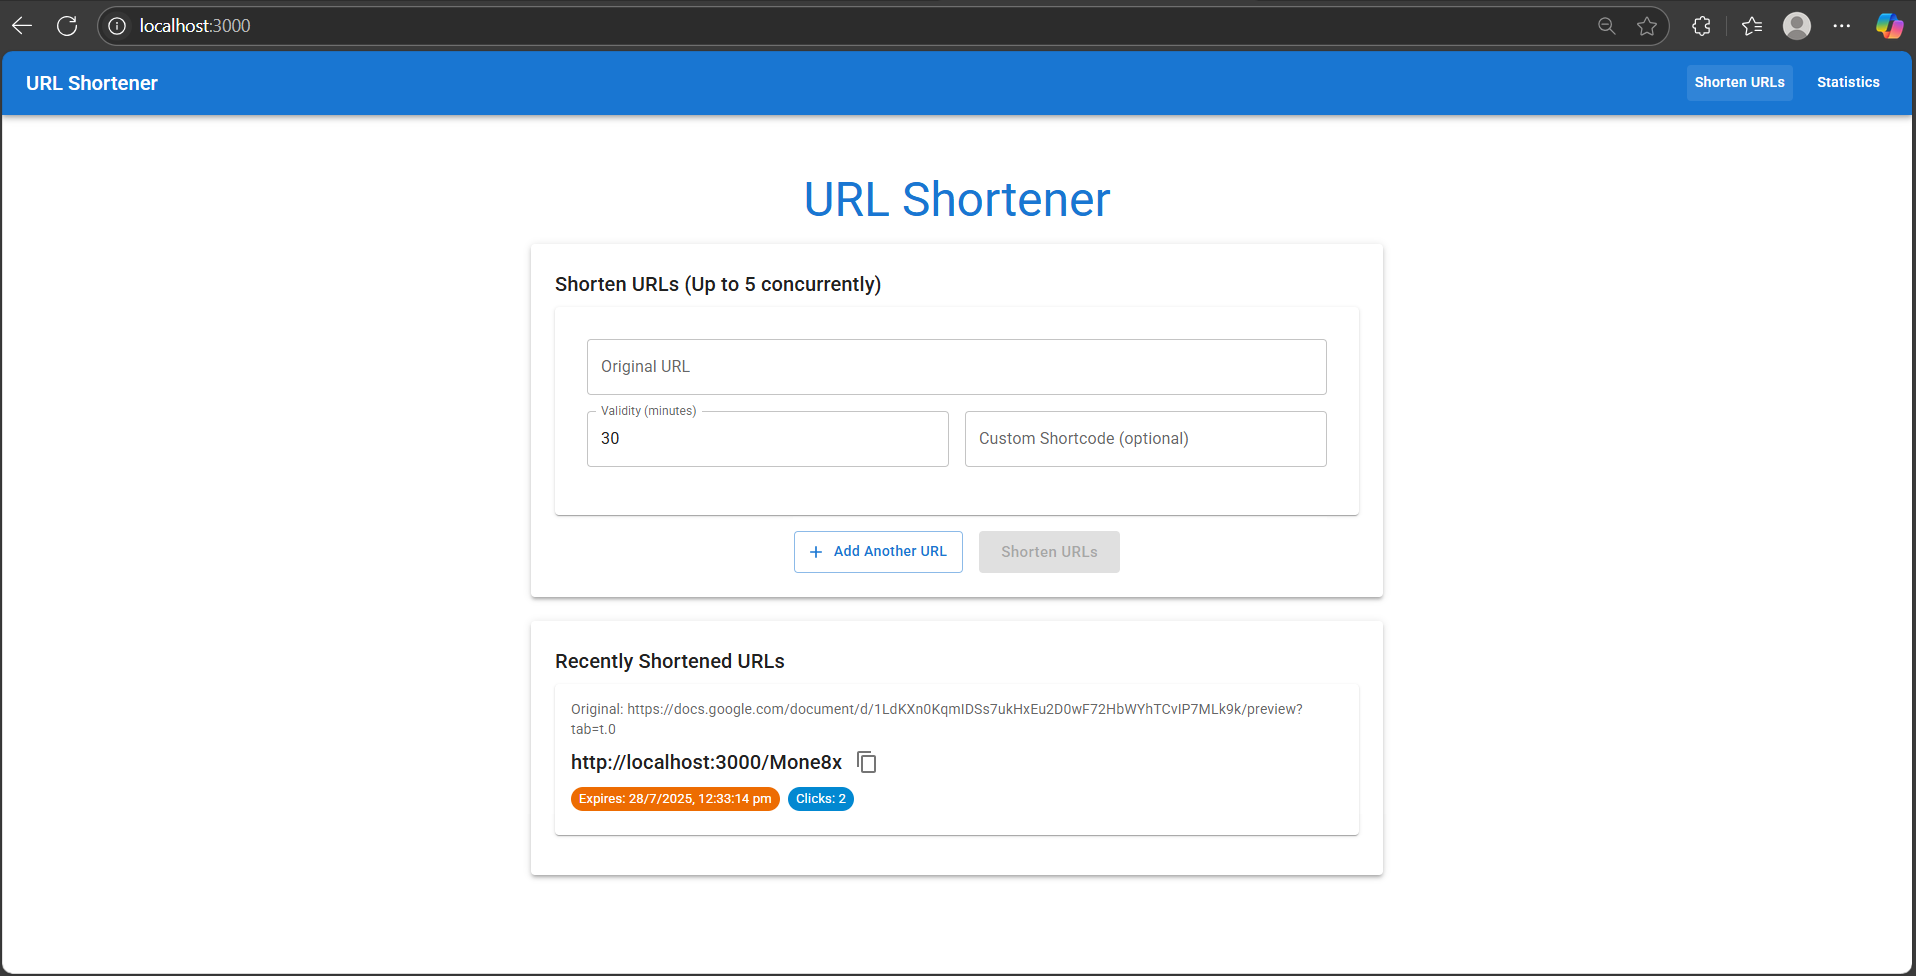 localhost:3000
URL Shortener
Shorten URLs
Statistics
URL Shortener
Shorten URLs (Up to 5 concurrently)
Original URL
Validity (minutes)
30
Custom Shortcode (optional)
+ Add Another URL
Shorten URLs
Recently Shortened URLs
Original: https://docs.google.com/document/d/1LdKXn0KqmIDSs7ukHxEu2D0wF72HbWYhTCvIP7MLk9k/preview?
tab=t.0
http://localhost:3000/Mone8x
Expires: 28/7/2025, 12:33:14 pm
Clicks: 2